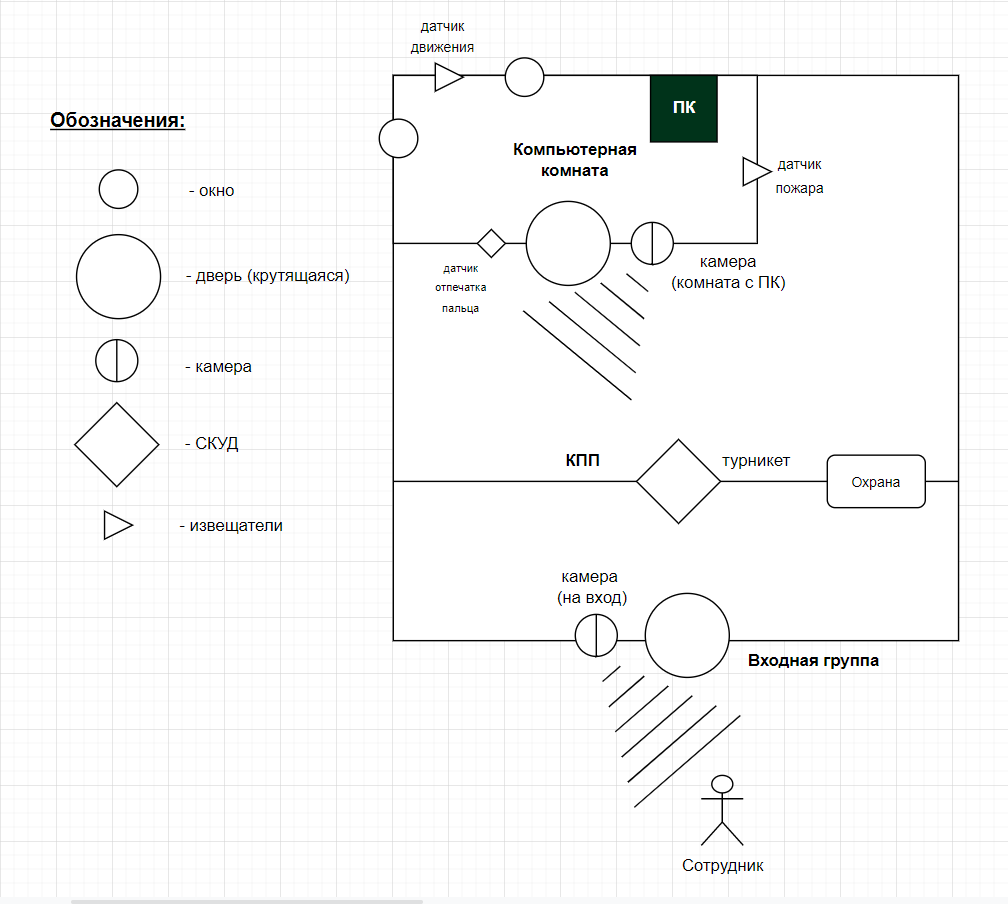 Обозначения:
- окно
- дверь (крутящаяся)
- камера
- СКУД
- извещатели
датчик
движения
ПК
Компьютерная
комната
датчик
пожара
датчик
отпечатка
пальца
камера
(комната с ПК)
КПП
турникет
Охрана
камера
(на вход)
Входная группа
Сотрудник